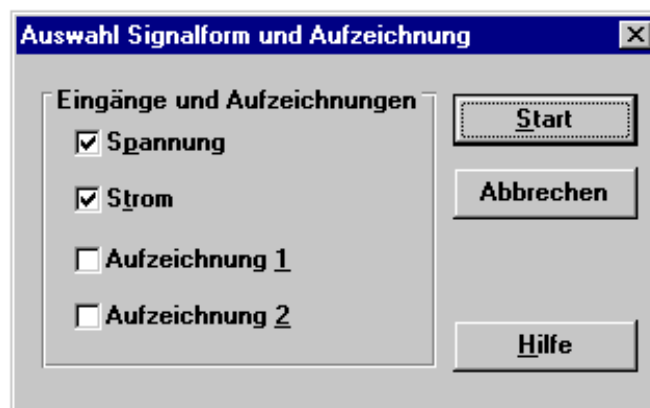 Auswahl Signalform und Aufzeichnung
Eingänge und Aufzeichnungen
Spannung
Strom
Aufzeichnung 1
Aufzeichnung 2
Start
Abbrechen
Hilfe